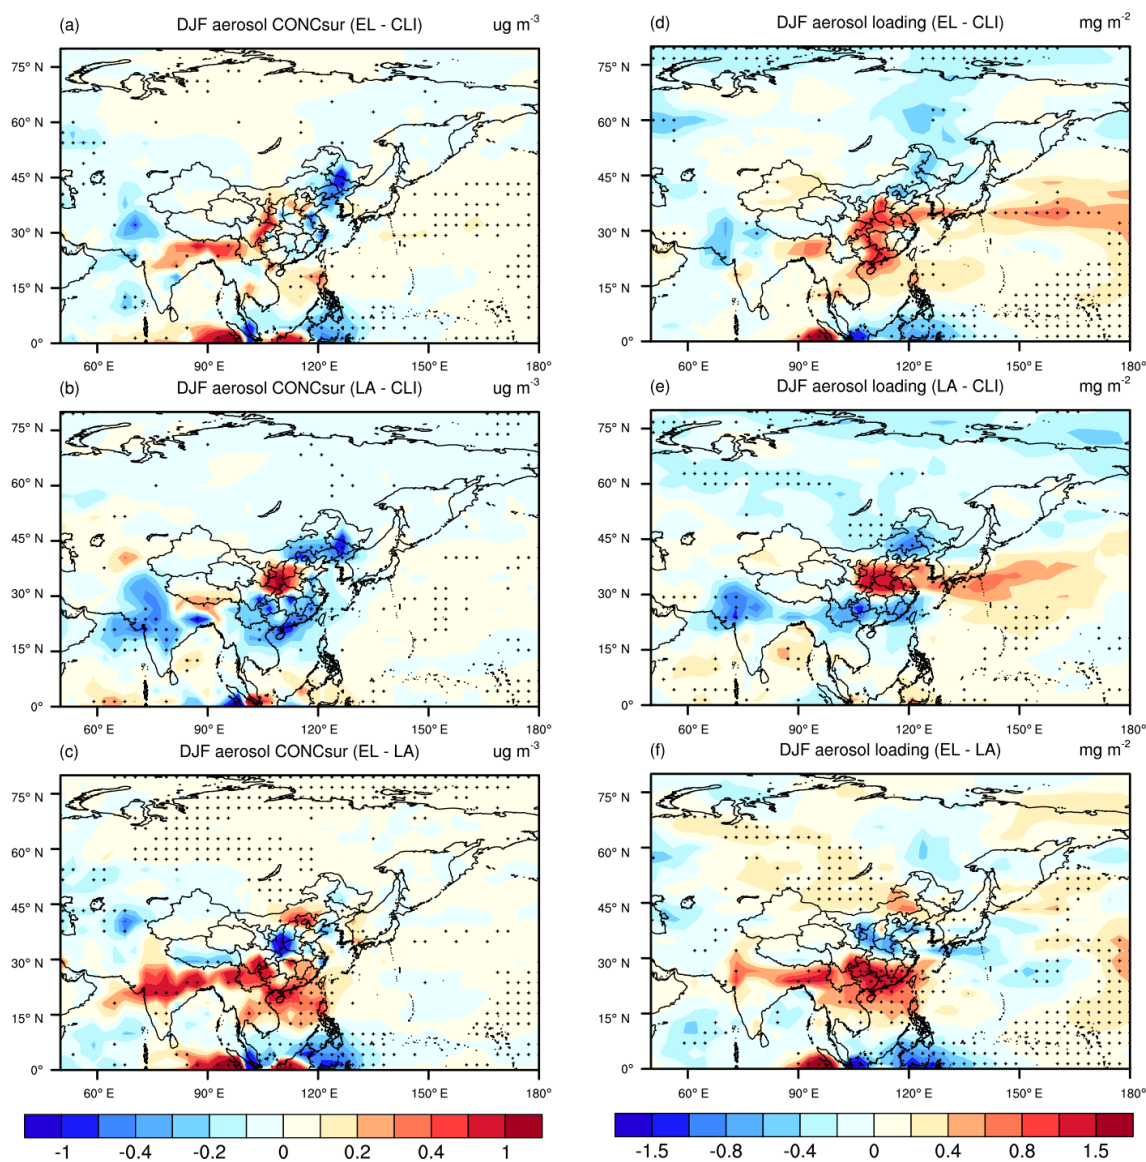 (a) DJF aerosol CONCsur (EL - CLI) ug m-3
75° N
60° N
45° N
30° N
15° N
0°
60° E 90° E 120° E 150° E 180°
(d) DJF aerosol loading (EL - CLI) mg m-2
75° N
60° N
45° N
30° N
15° N
0°
60° E 90° E 120° E 150° E 180°
(b) DJF aerosol CONCsur (LA - CLI) ug m-3
75° N
60° N
45° N
30° N
15° N
0°
60° E 90° E 120° E 150° E 180°
(e) DJF aerosol loading (LA - CLI) mg m-2
75° N
60° N
45° N
30° N
15° N
0°
60° E 90° E 120° E 150° E 180°
(c) DJF aerosol CONCsur (EL - LA) ug m-3
75° N
60° N
45° N
30° N
15° N
0°
60° E 90° E 120° E 150° E 180°
(f) DJF aerosol loading (EL - LA) mg m-2
75° N
60° N
45° N
30° N
15° N
0°
60° E 90° E 120° E 150° E 180°
-1 -0.4 -0.2 0 0.2 0.4 1
-1.5 -0.8 -0.4 0 0.4 0.8 1.5